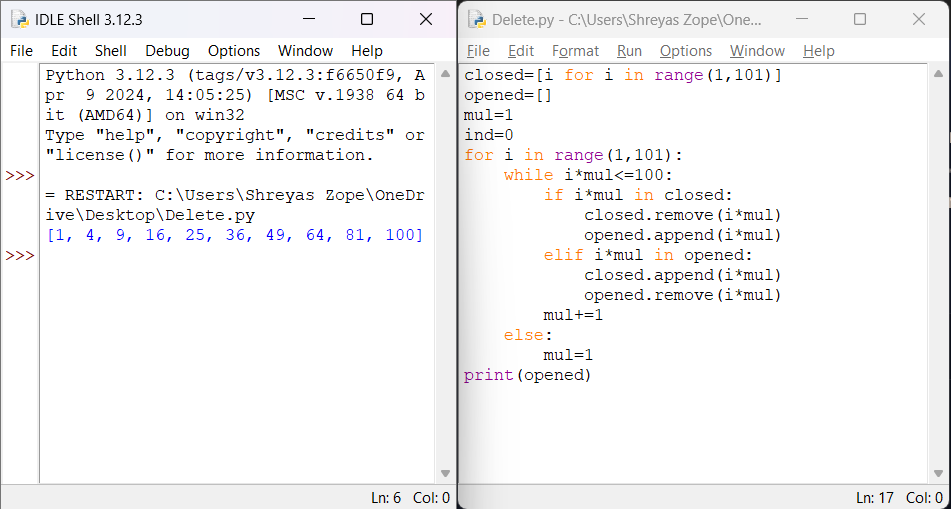 IDLE Shell 3.12.3
File Edit Shell Debug Options Window Help
Python 3.12.3 (tags/v3.12.3:f6650f9, A
pr  9 2024, 14:05:25) [MSC v.1938 64 b
it (AMD64)] on win32
Type "help", "copyright", "credits" or
"license()" for more information.
>>>
= RESTART: C:\Users\Shreyas Zope\OneDr
ive\Desktop\Delete.py
[1, 4, 9, 16, 25, 36, 49, 64, 81, 100]
>>>
Ln: 6 Col: 0
Delete.py - C:\Users\Shreyas Zope\One...
File Edit Format Run Options Window Help
closed=[i for i in range(1,101)]
opened=[]
mul=1
ind=0
for i in range(1,101):
    while i*mul<=100:
        if i*mul in closed:
            closed.remove(i*mul)
            opened.append(i*mul)
        elif i*mul in opened:
            closed.append(i*mul)
            opened.remove(i*mul)
        mul+=1
    else:
        mul=1
print(opened)
Ln: 17 Col: 0